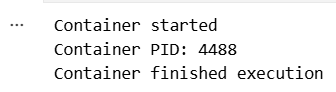 ... Container started
Container PID: 4488
Container finished execution